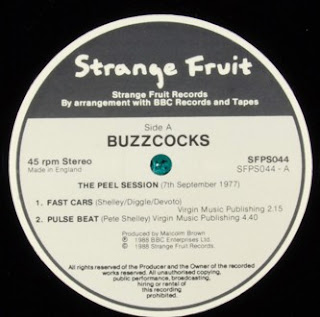 Strange Fruit
Strange Fruit Records
By arrangement with BBC Records and Tapes
Side A
BUZZCOCKS
45 rpm Stereo
Made in England
SFPS044
SFPS044 - A
THE PEEL SESSION (7th September 1977)
1. FAST CARS (Shelley/Diggle/Devoto)
Virgin Music Publishing 2.15
2. PULSE BEAT (Pete Shelley) Virgin Music Publishing 4.40
Produced by Malcolm Brown
℗ 1988 BBC Enterprises Ltd.
© 1988 Strange Fruit Records.
All rights reserved of the Producer and the Owner of the recorded
works reserved. All unauthorised copying,
public performance, broadcasting,
hiring or rental of
this recording
prohibited.